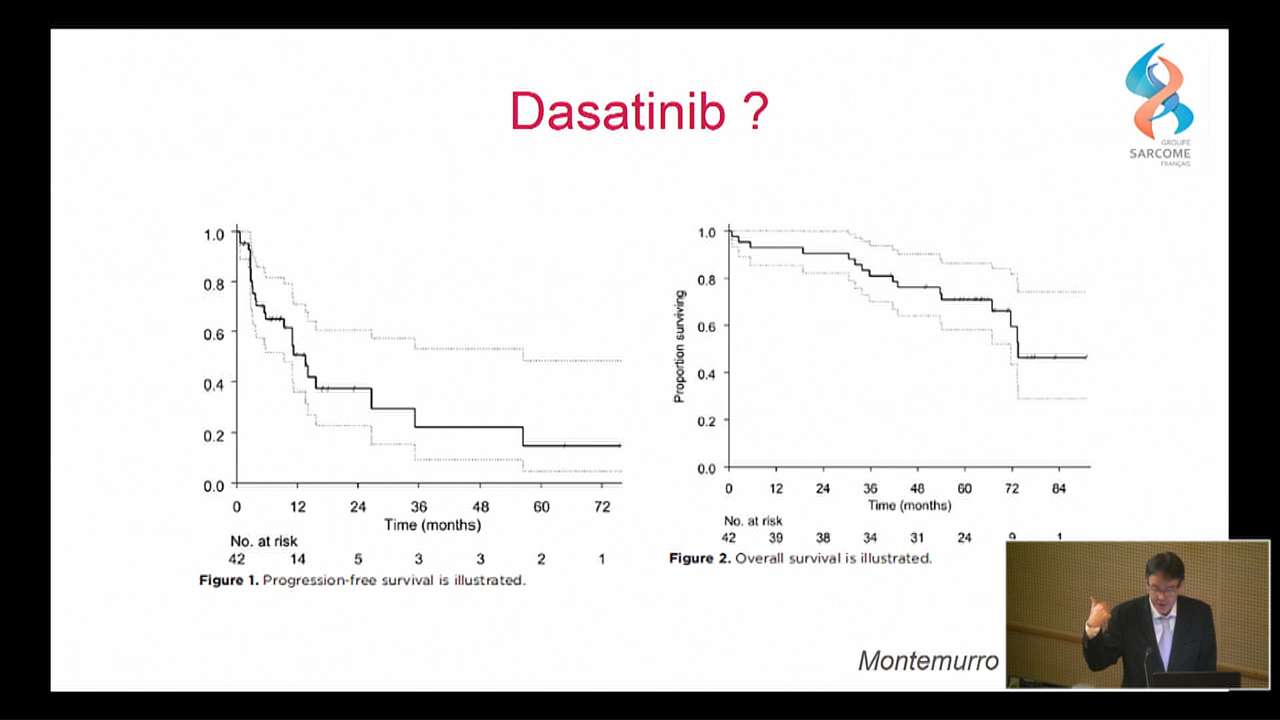 Dasatinib ?
GROUPE
SARCOME
FRANÇAIS
1.0
0.8
0.6
0.4
0.2
0.0
0 12 24 36 48 60 72
Time (months)
No. at risk
42 14 5 3 3 2 1
Figure 1. Progression-free survival is illustrated.
Proportion surviving
1.0
0.8
0.6
0.4
0.2
0.0
0 12 24 36 48 60 72 84
Time (months)
No. at risk
42 39 38 34 31 24 9 1
Figure 2. Overall survival is illustrated.
Montemurro